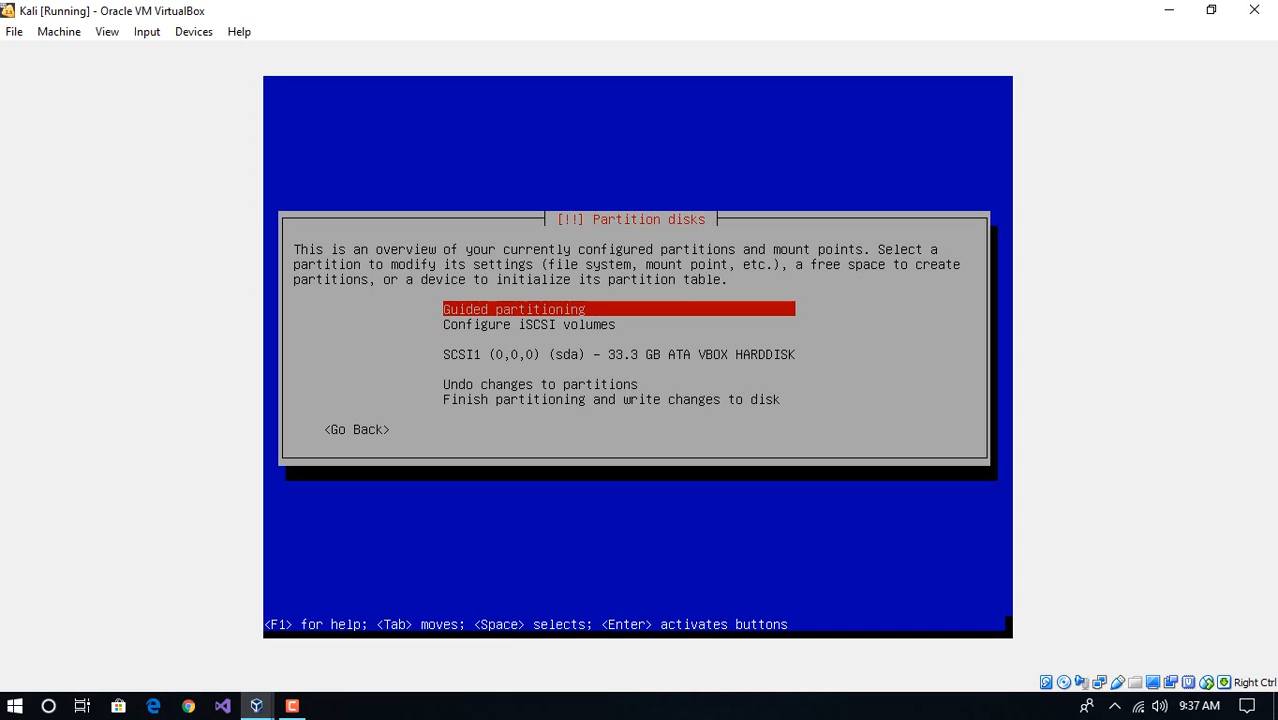 Kali [Running] - Oracle VM VirtualBox
File Machine View Input Devices Help
[!!] Partition disks
This is an overview of your currently configured partitions and mount points. Select a
partition to modify its settings (file system, mount point, etc.), a free space to create
partitions, or a device to initialize its partition table.
Guided partitioning
Configure iSCSI volumes
SCSI1 (0,0,0) (sda) - 33.3 GB ATA VBOX HARDDISK
Undo changes to partitions
Finish partitioning and write changes to disk
<Go Back>
<F1> for help; <Tab> moves; <Space> selects; <Enter> activates buttons
Right Ctrl
9:37 AM